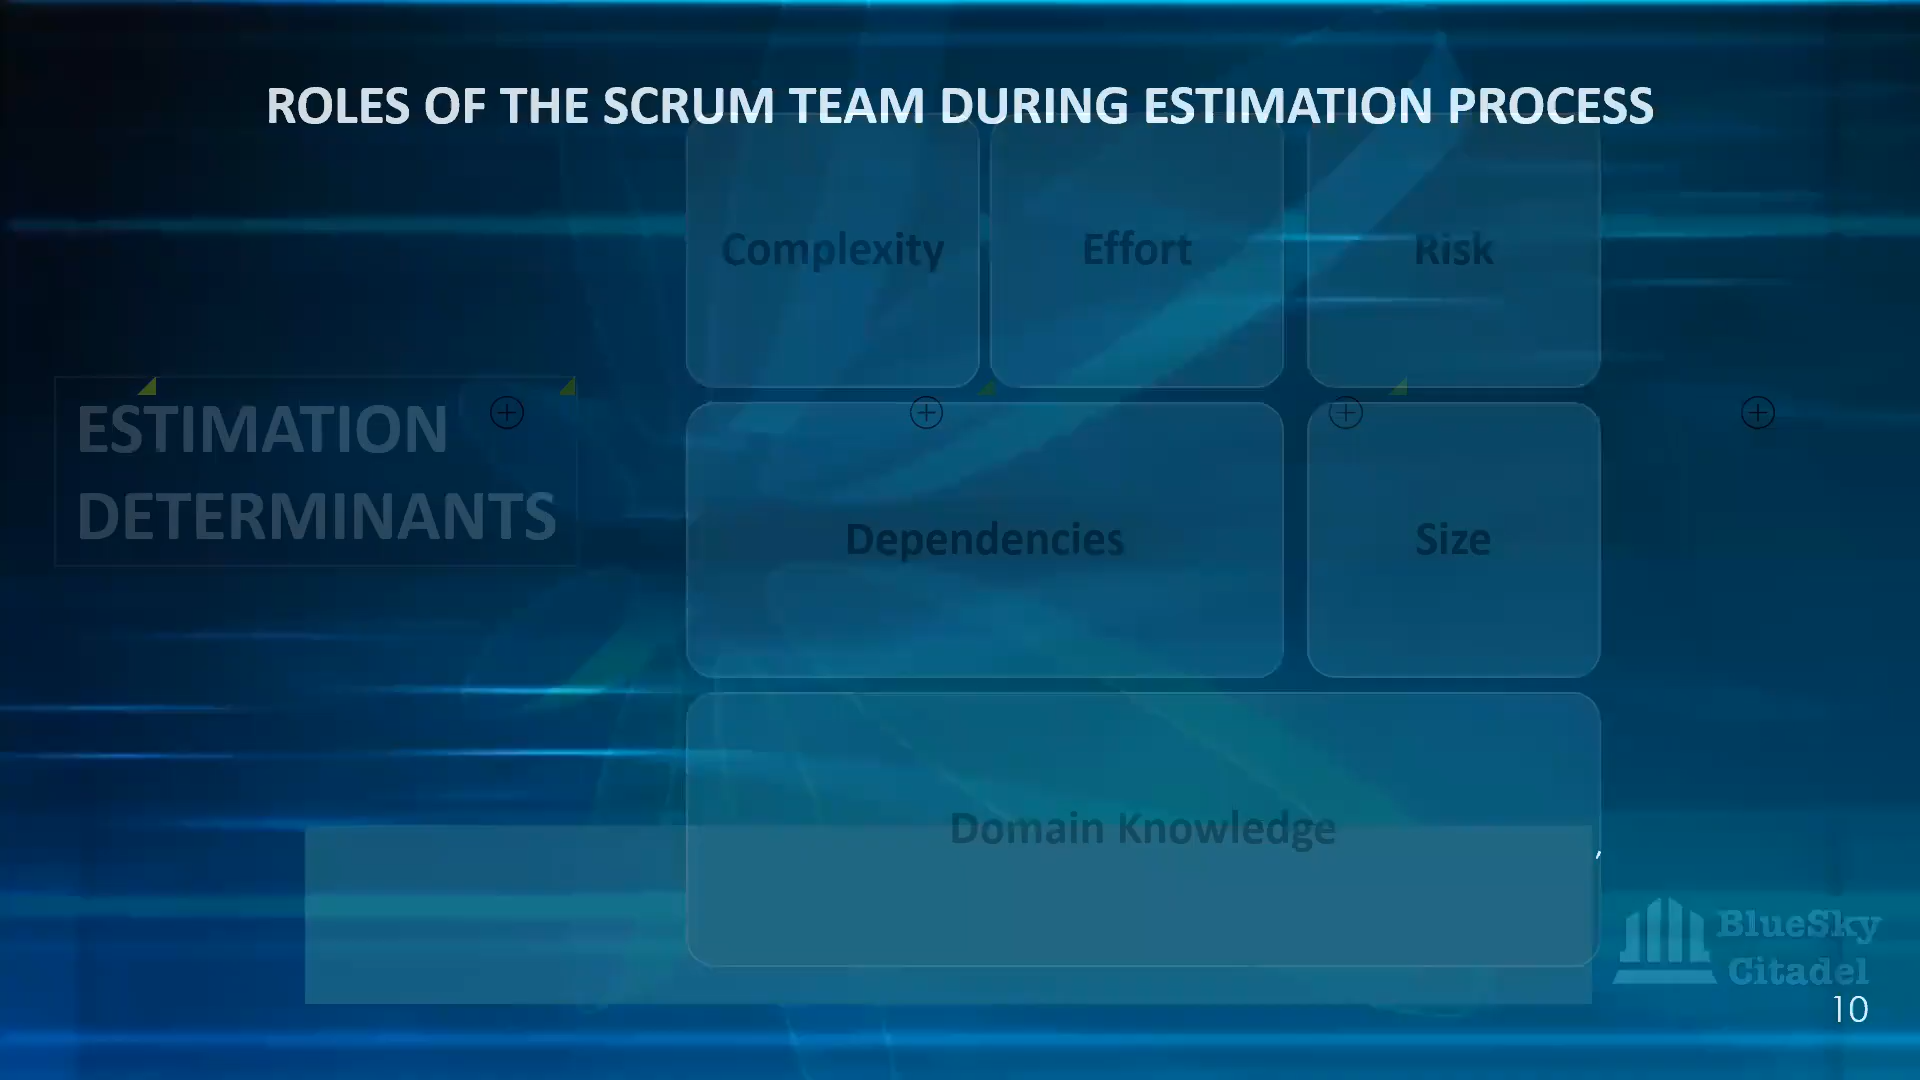 ROLES OF THE SCRUM TEAM DURING ESTIMATION PROCESS
Complexity
Effort
Risk
ESTIMATION
DETERMINANTS
Dependencies
Size
Domain Knowledge
,
BlueSky
Citadel
10